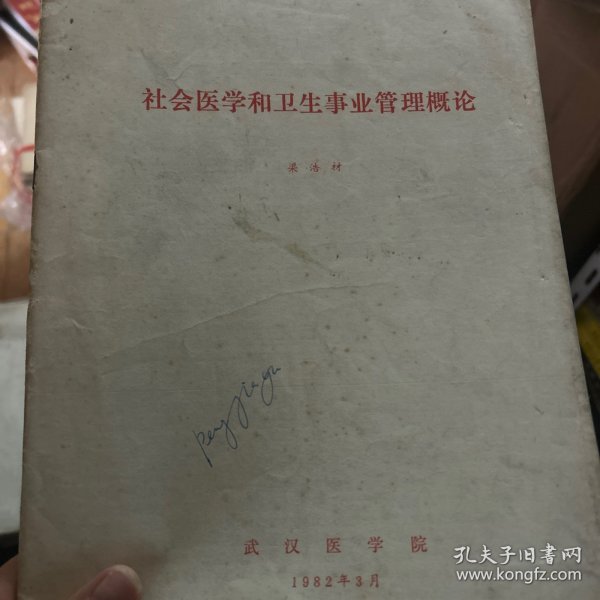 社会医学和卫生事业管理概论
梁浩材
武汉医学院
1982年3月
孔夫子旧书网
www.kongfz.com